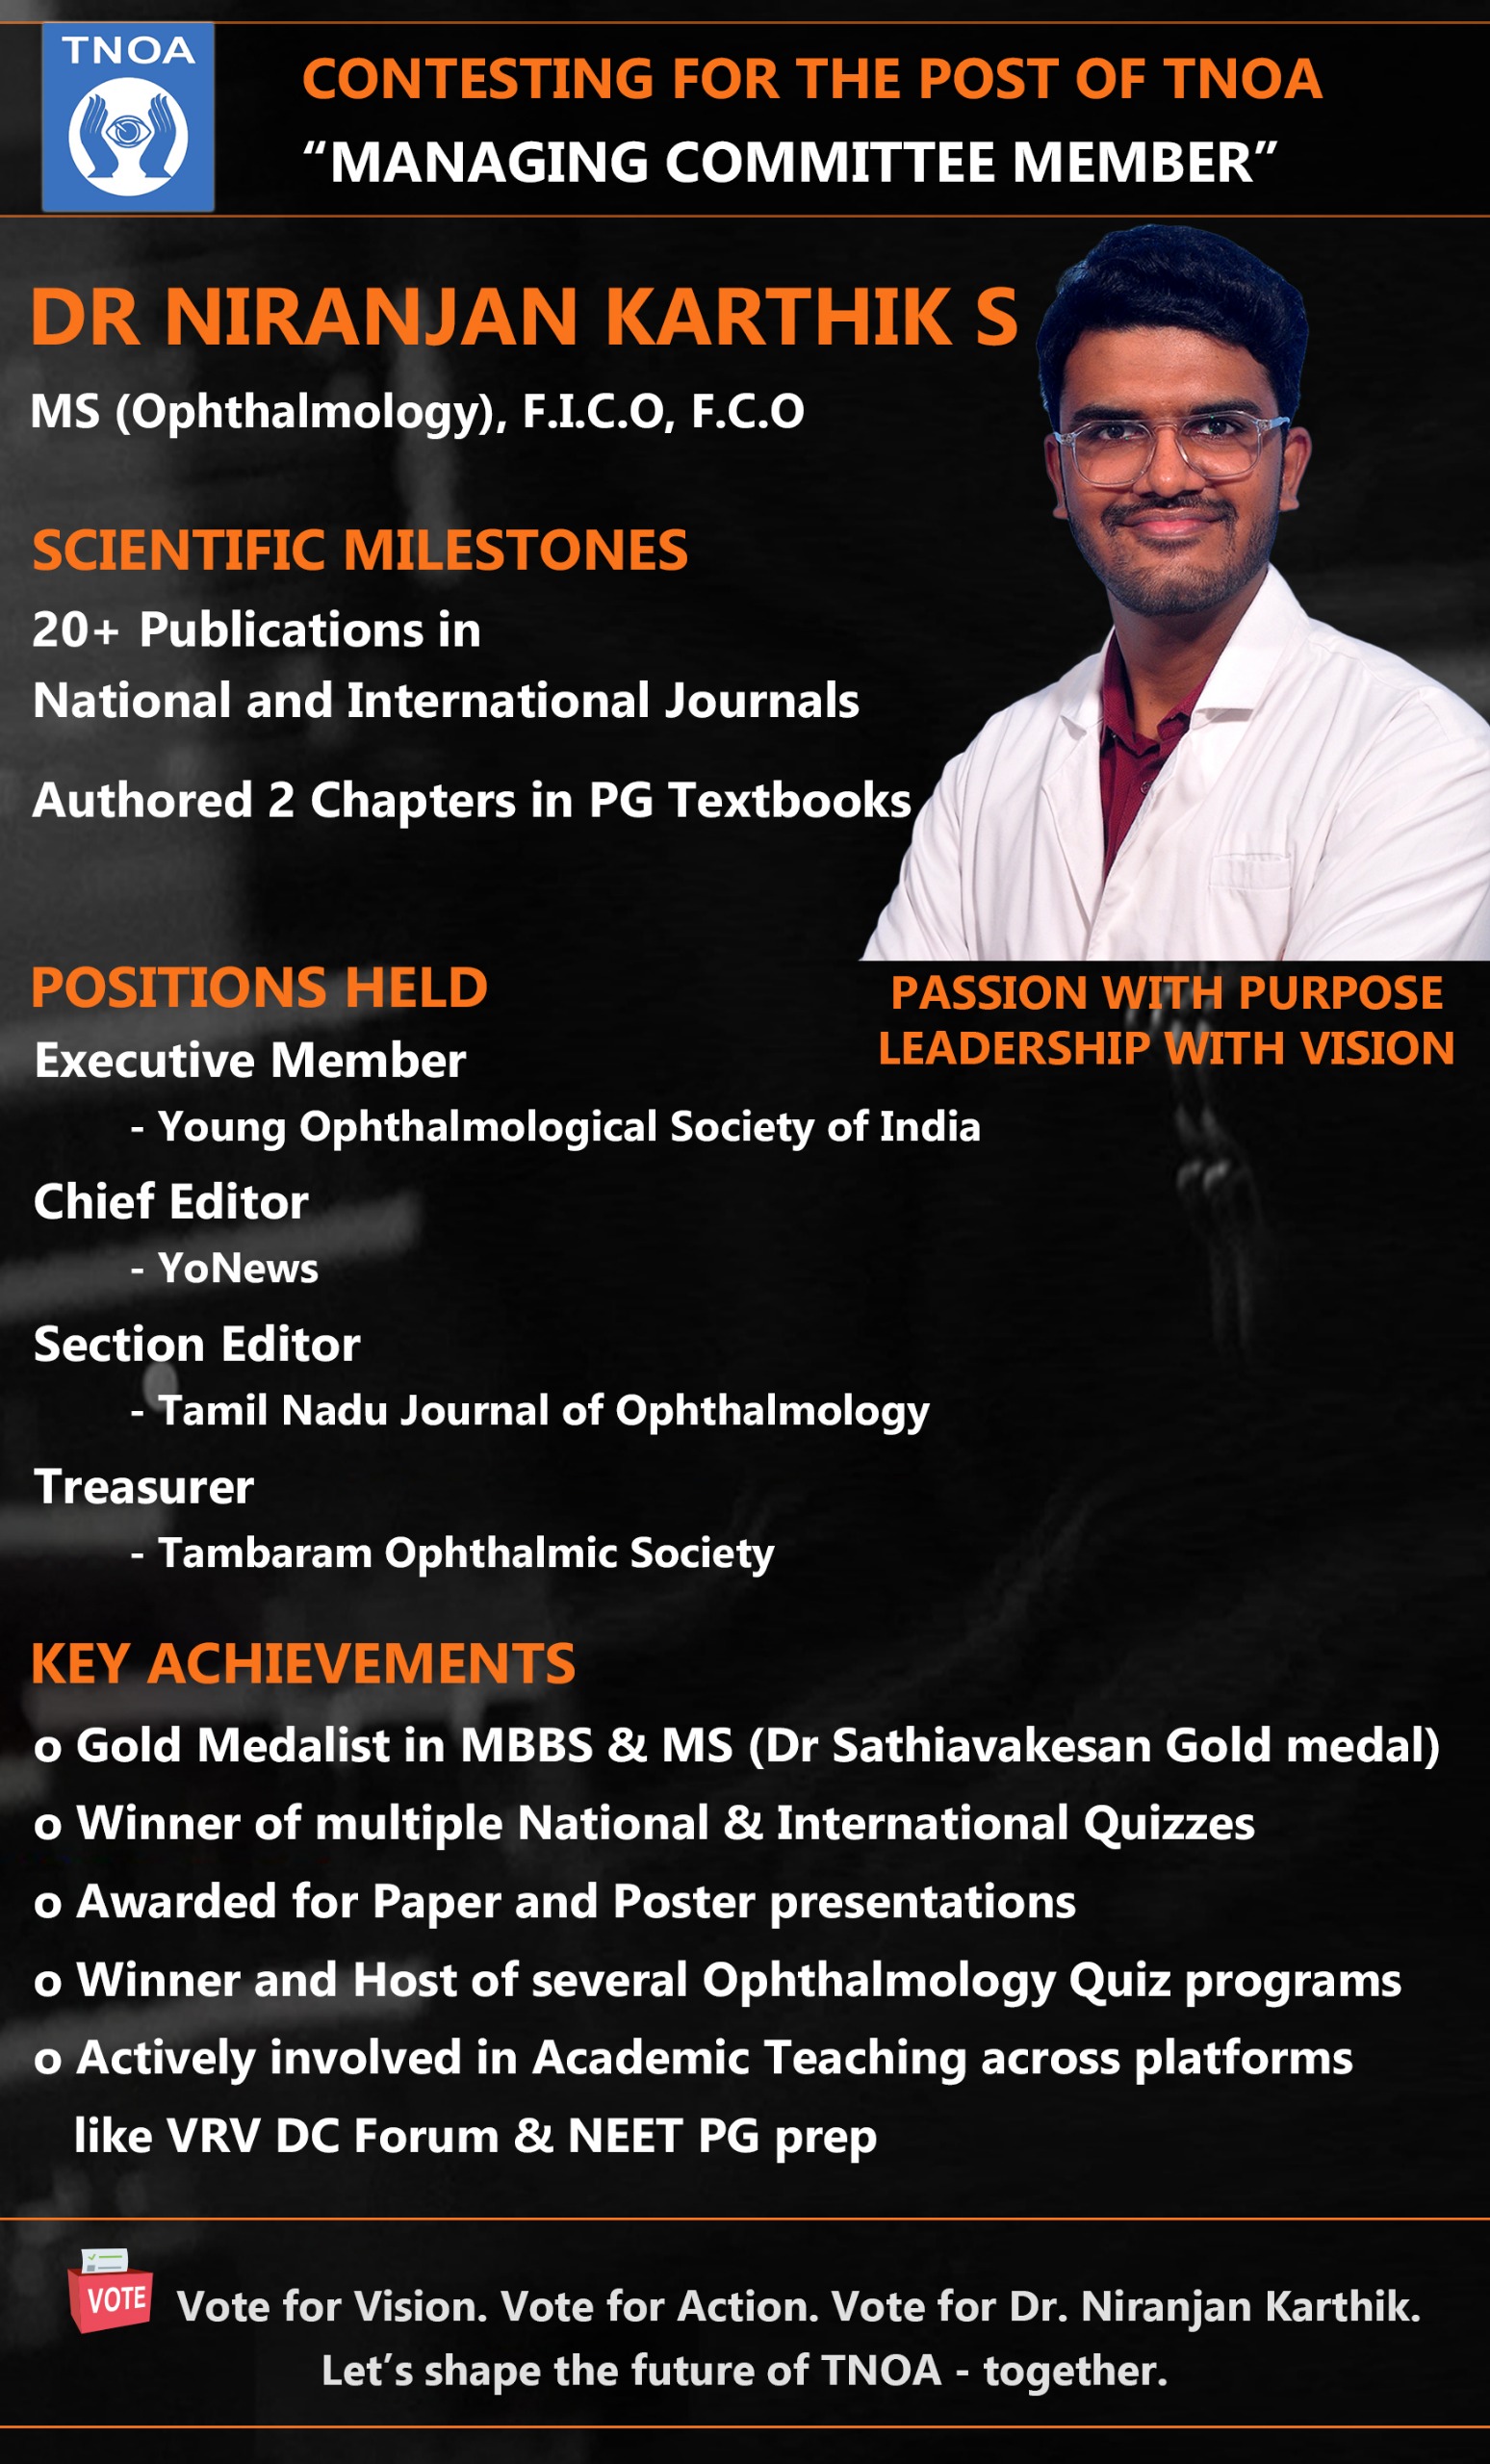 TNOA
CONTESTING FOR THE POST OF TNOA
“MANAGING COMMITTEE MEMBER”
DR NIRANJAN KARTHIK S
MS (Ophthalmology), F.I.C.O, F.C.O
SCIENTIFIC MILESTONES
20+ Publications in
National and International Journals
Authored 2 Chapters in PG Textbooks
PASSION WITH PURPOSE
LEADERSHIP WITH VISION
POSITIONS HELD
Executive Member
- Young Ophthalmological Society of India
Chief Editor
- YoNews
Section Editor
- Tamil Nadu Journal of Ophthalmology
Treasurer
- Tambaram Ophthalmic Society
KEY ACHIEVEMENTS
o Gold Medalist in MBBS & MS (Dr Sathiavakesan Gold medal)
o Winner of multiple National & International Quizzes
o Awarded for Paper and Poster presentations
o Winner and Host of several Ophthalmology Quiz programs
o Actively involved in Academic Teaching across platforms
like VRV DC Forum & NEET PG prep
VOTE
Vote for Vision. Vote for Action. Vote for Dr. Niranjan Karthik.
Let’s shape the future of TNOA - together.